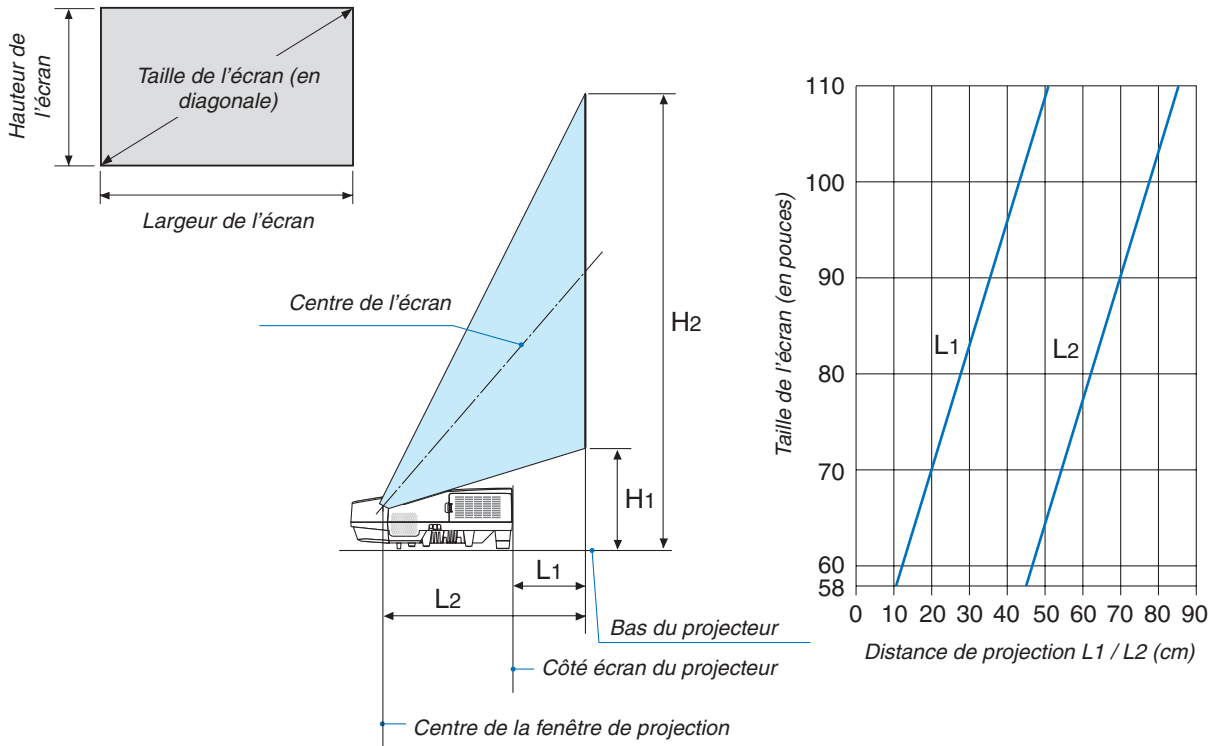 Hauteur de
l'écran
Taille de l'écran (en
diagonale)
Largeur de l'écran
Centre de l'écran
H2
H1
L1
L2
Bas du projecteur
Côté écran du projecteur
Centre de la fenêtre de projection
Taille de l'écran (en pouces)
110
100
90
80
70
60
58
L1
L2
0 10 20 30 40 50 60 70 80 90
Distance de projection L1 / L2 (cm)